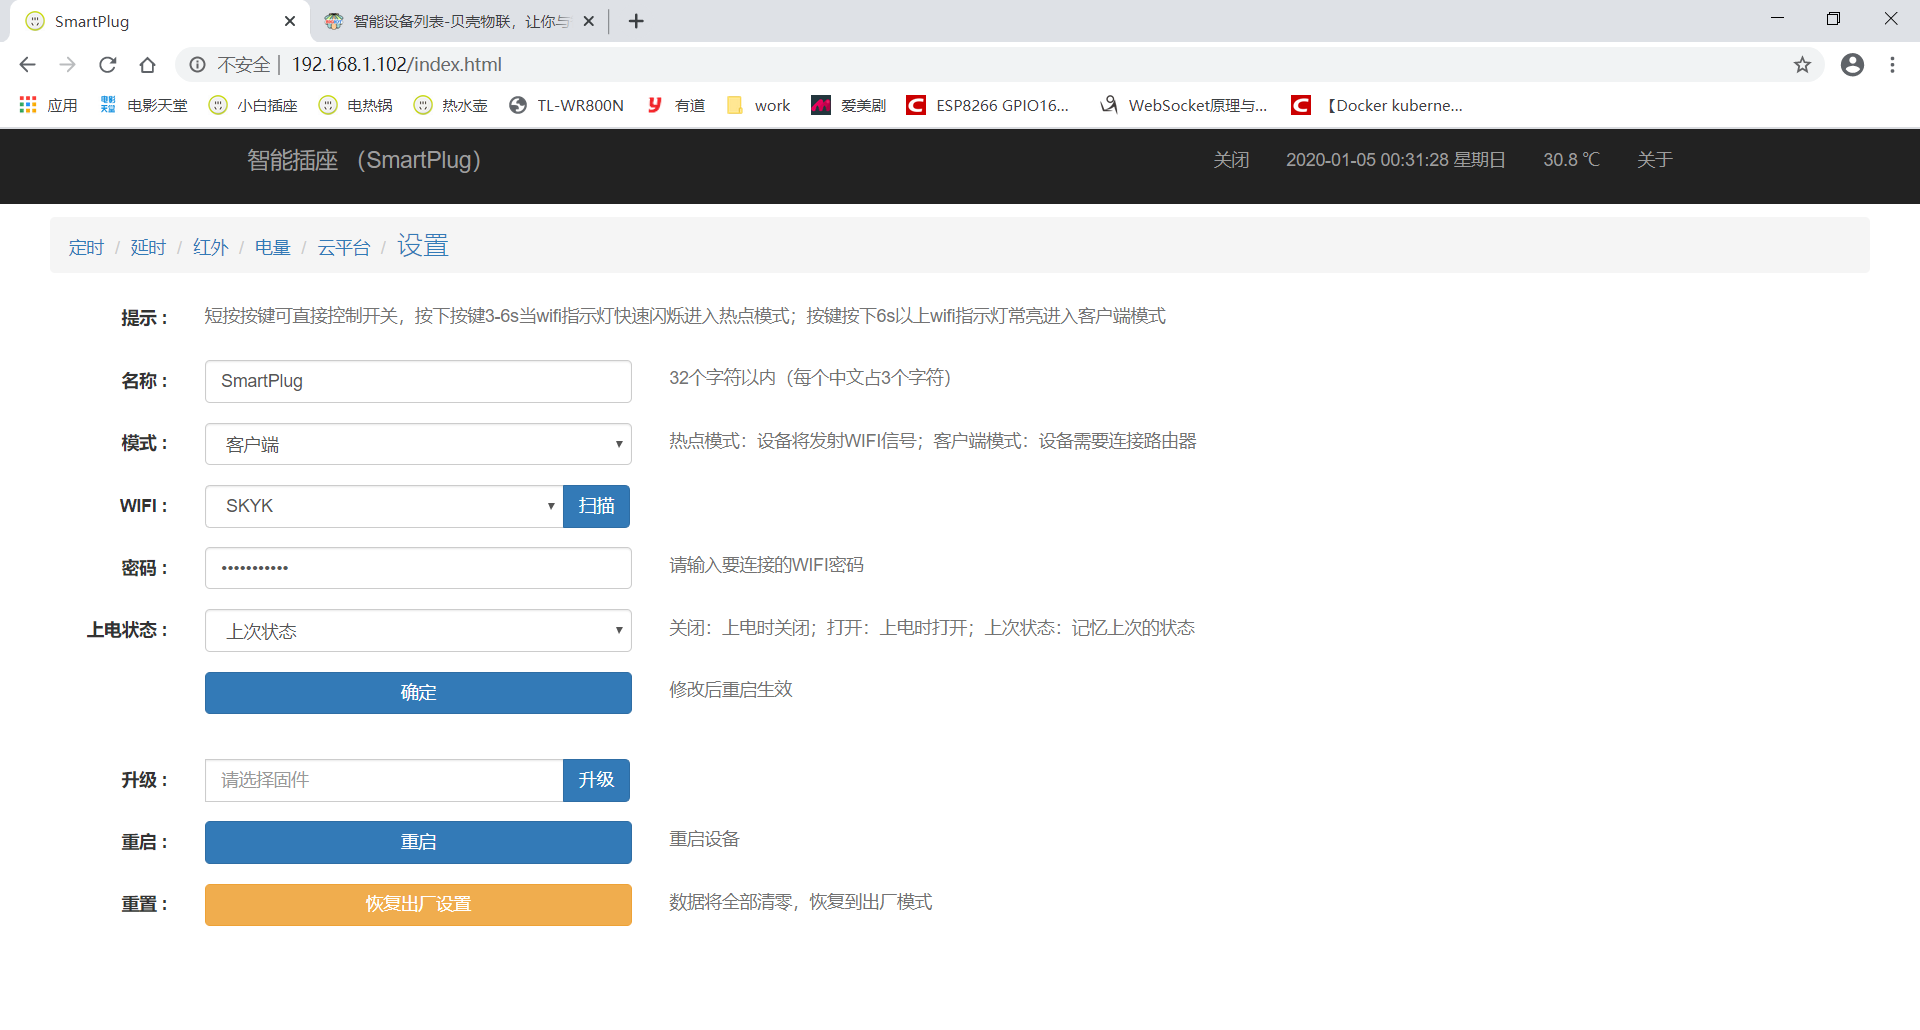 SmartPlug
智能设备列表-贝壳物联，让你与
不安全 | 192.168.1.102/index.html
应用 电影天堂 小白插座 电热锅 热水壶 TL-WR800N 有道 work 爱美剧 ESP8266 GPIO16... WebSocket原理与... 【Docker kuberne...
智能插座 （SmartPlug） 关闭 2020-01-05 00:31:28 星期日 30.8 ℃ 关于
定时 / 延时 / 红外 / 电量 / 云平台 / 设置
提示： 短按按键可直接控制开关，按下按键3-6s当wifi指示灯快速闪烁进入热点模式；按键按下6s以上wifi指示灯常亮进入客户端模式
名称： SmartPlug 32个字符以内（每个中文占3个字符）
模式： 客户端 热点模式：设备将发射WIFI信号；客户端模式：设备需要连接路由器
WIFI： SKYK 扫描
密码： ••••••••••• 请输入要连接的WIFI密码
上电状态： 上次状态 关闭：上电时关闭；打开：上电时打开；上次状态：记忆上次的状态
确定 修改后重启生效
升级： 请选择固件 升级
重启： 重启 重启设备
重置： 恢复出厂设置 数据将全部清零，恢复到出厂模式